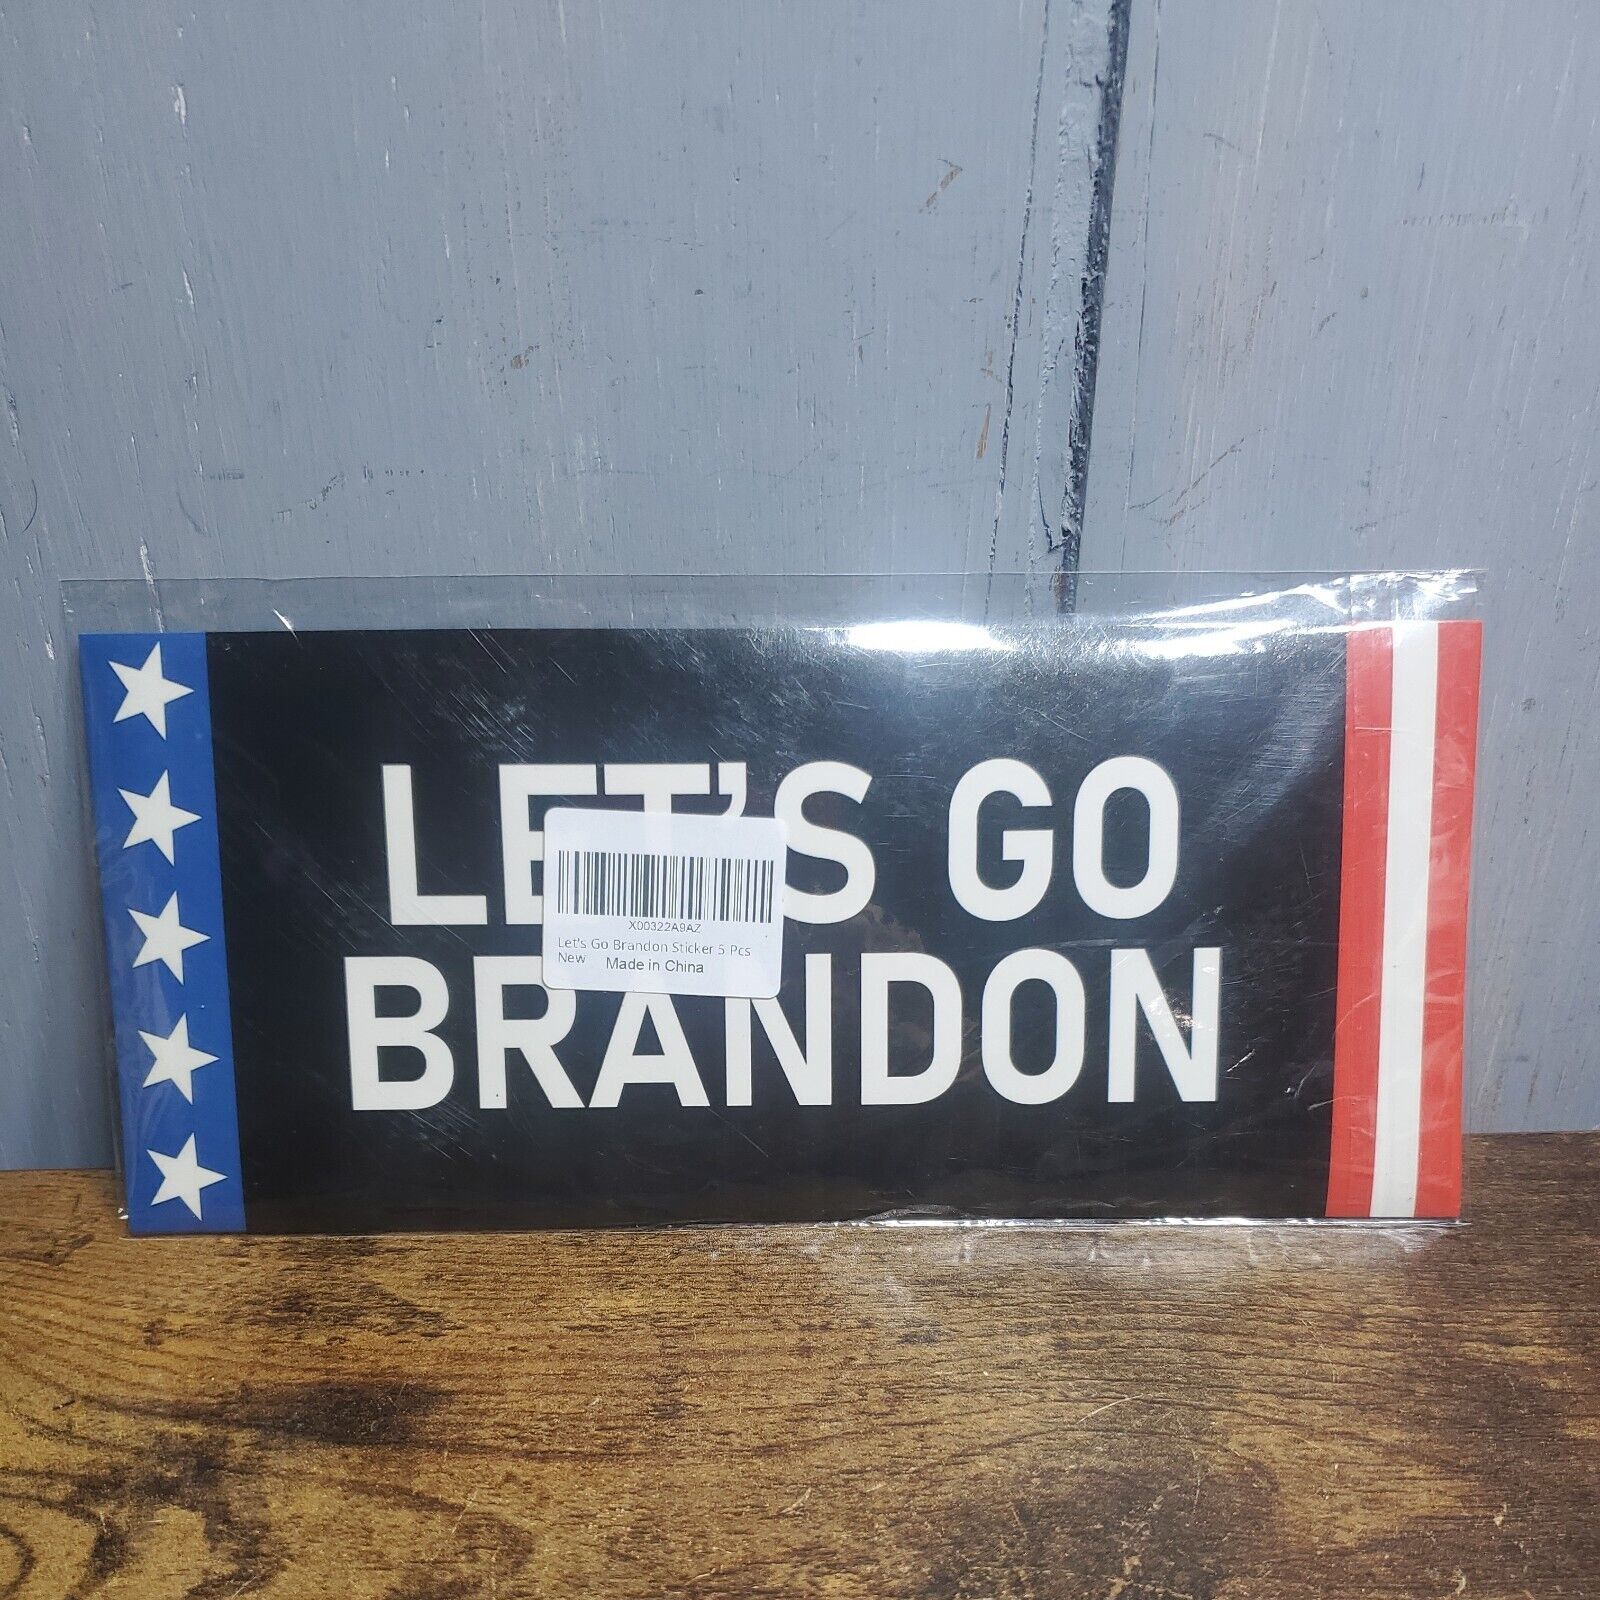 LET'S GO
X00322A9AZ
Let's Go Brandon Sticker 5 Pcs
New Made in China
BRANDON